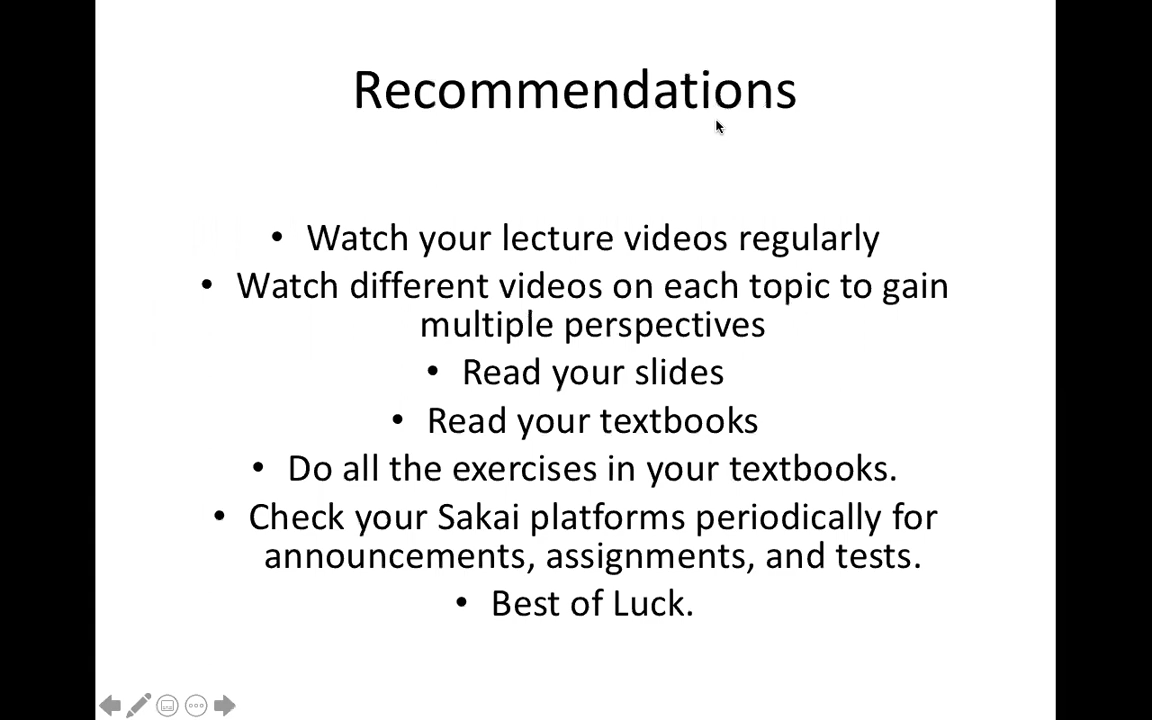 Recommendations
• Watch your lecture videos regularly
• Watch different videos on each topic to gain
multiple perspectives
• Read your slides
• Read your textbooks
• Do all the exercises in your textbooks.
• Check your Sakai platforms periodically for
announcements, assignments, and tests.
• Best of Luck.